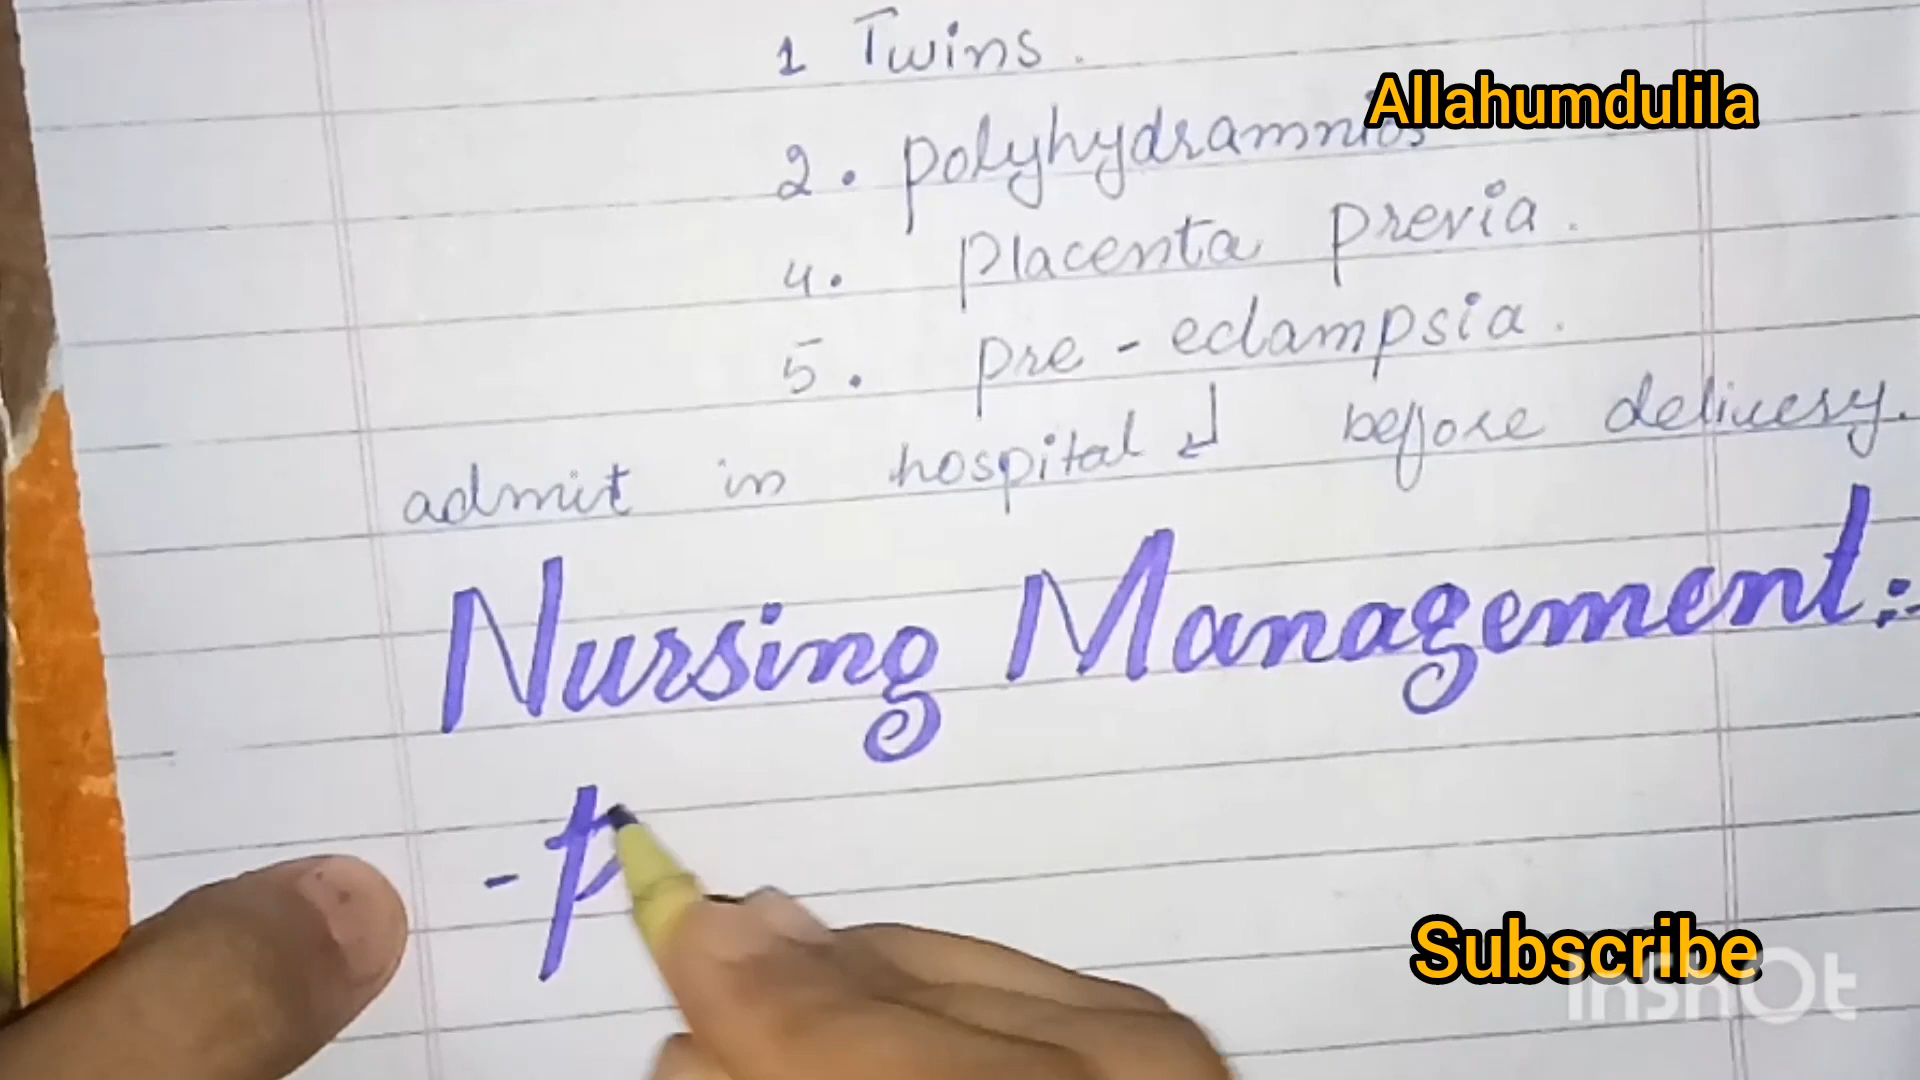 1 Twins.
Allahumdulila
2. polyhydramnios
4. Placenta previa.
5. pre-eclampsia.
admit in hospital ↲ before delivery.
Nursing Management:-
- p
Subscribe
InShOt